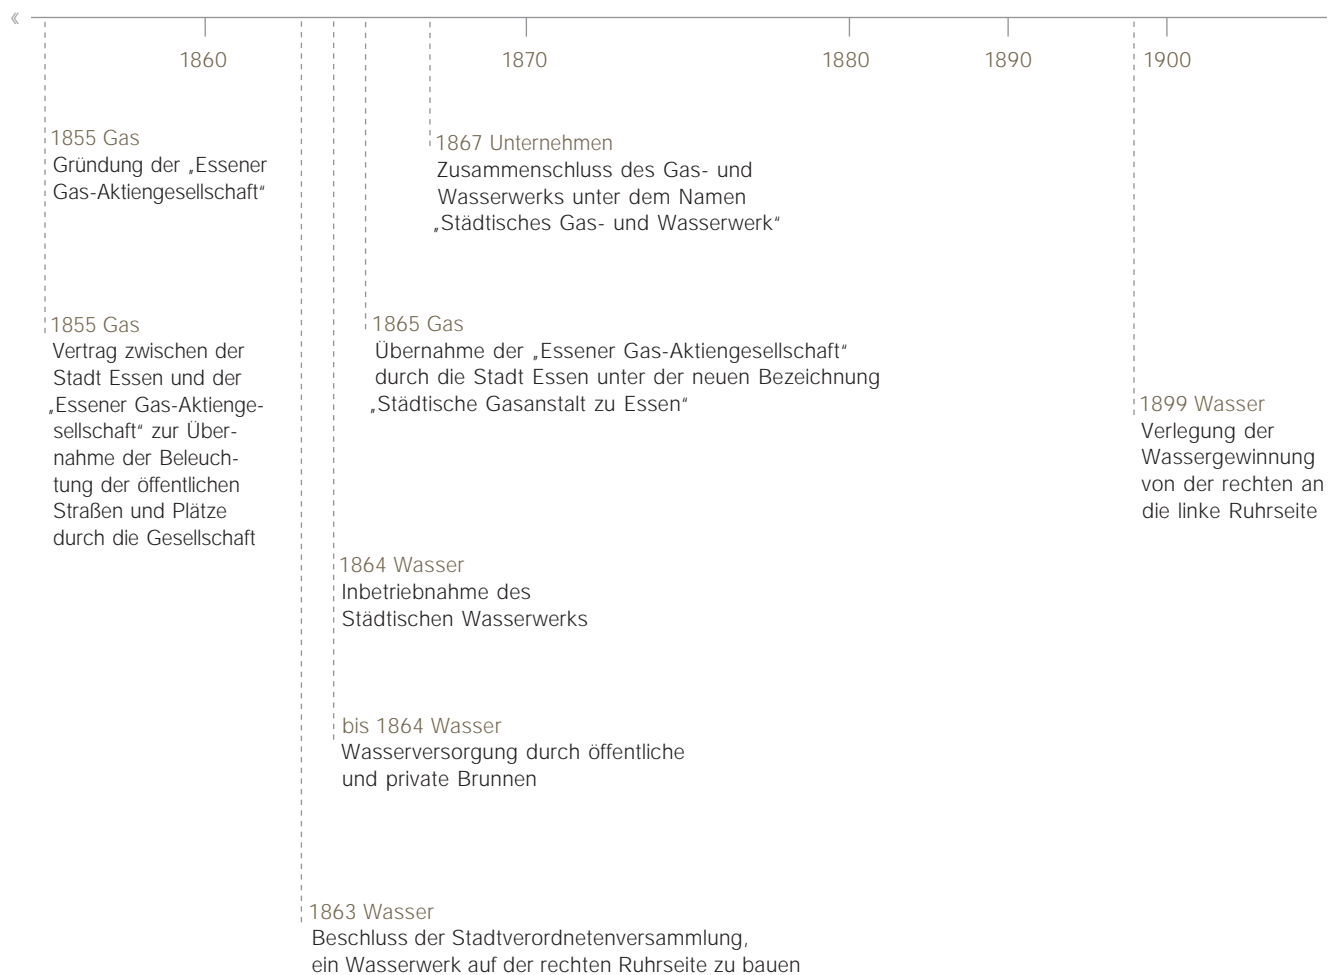 1860 1870 1880 1890 1900
1855 Gas
Gründung der „Essener
Gas-Aktiengesellschaft“
1867 Unternehmen
Zusammenschluss des Gas- und
Wasserwerks unter dem Namen
„Städtisches Gas- und Wasserwerk“
1855 Gas
Vertrag zwischen der
Stadt Essen und der
„Essener Gas-Aktienge-
sellschaft“ zur Über-
nahme der Beleuch-
tung der öffentlichen
Straßen und Plätze
durch die Gesellschaft
1865 Gas
Übernahme der „Essener Gas-Aktiengesellschaft“
durch die Stadt Essen unter der neuen Bezeichnung
„Städtische Gasanstalt zu Essen“
1899 Wasser
Verlegung der
Wassergewinnung
von der rechten an
die linke Ruhrseite
1864 Wasser
Inbetriebnahme des
Städtischen Wasserwerks
bis 1864 Wasser
Wasserversorgung durch öffentliche
und private Brunnen
1863 Wasser
Beschluss der Stadtverordnetenversammlung,
ein Wasserwerk auf der rechten Ruhrseite zu bauen